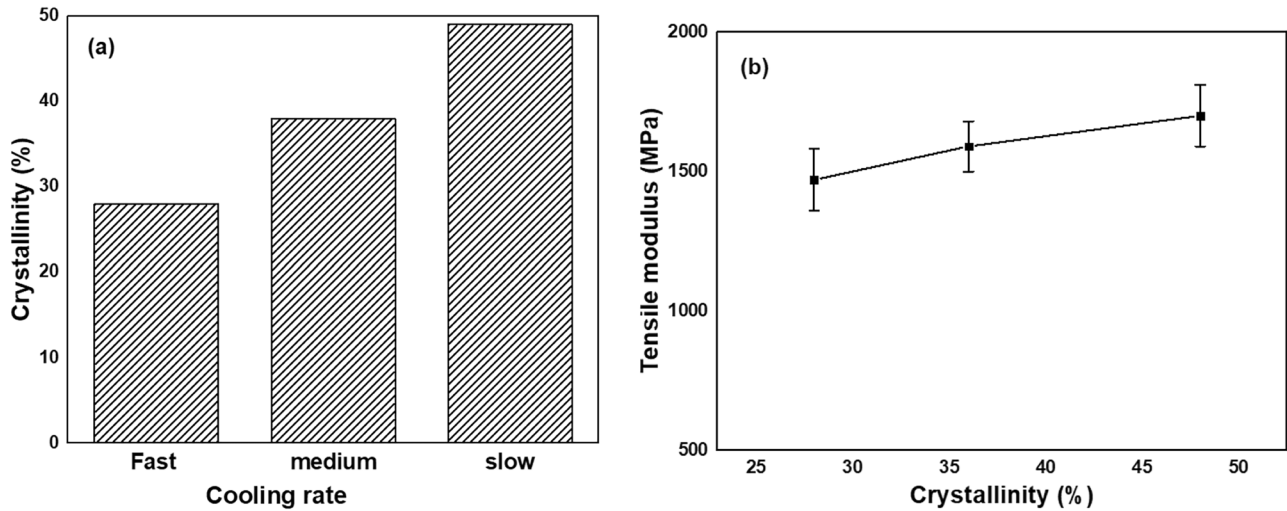 (a)
Crystallinity (%)
50
40
30
20
10
0
Fast medium slow
Cooling rate
(b)
Tensile modulus (MPa)
2000
1500
1000
500
25 30 35 40 45 50
Crystallinity (%)